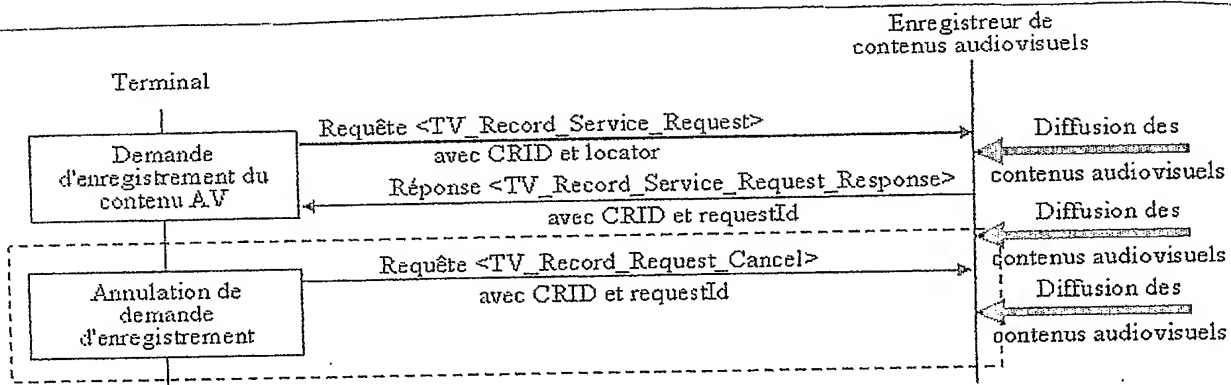 Enregistreur de
contenus audiovisuels
Terminal
Requête <TV_Record_Service_Request>
avec CRID et locator
Diffusion des
contenus audiovisuels
Demande
d'enregistrement du
contenu AV
Réponse <TV_Record_Service_Request_Response>
avec CRID et requestId
Diffusion des
contenus audiovisuels
Requête <TV_Record_Request_Cancel>
avec CRID et requestId
Annulation de
demande
d'enregistrement
Diffusion des
contenus audiovisuels